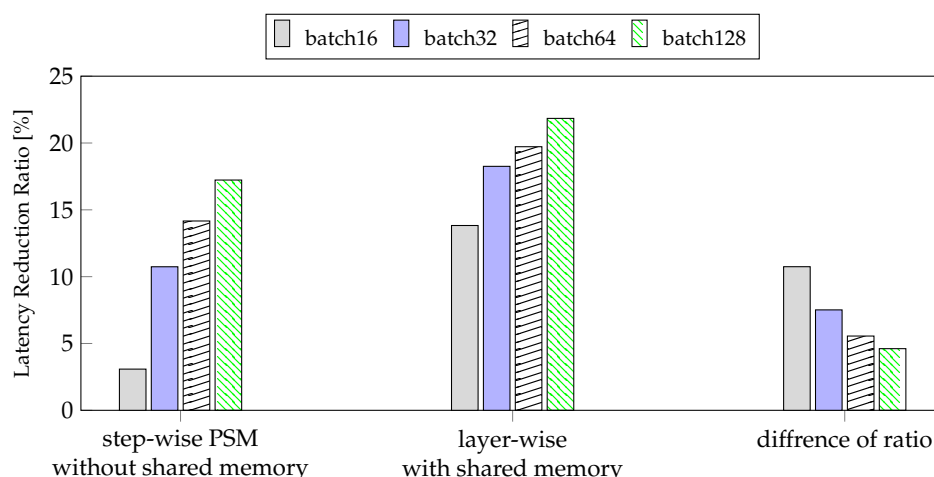 batch16 batch32 batch64 batch128
Latency Reduction Ratio [%]
25
20
15
10
5
0
step-wise PSM
without shared memory
layer-wise
with shared memory
diffrence of ratio